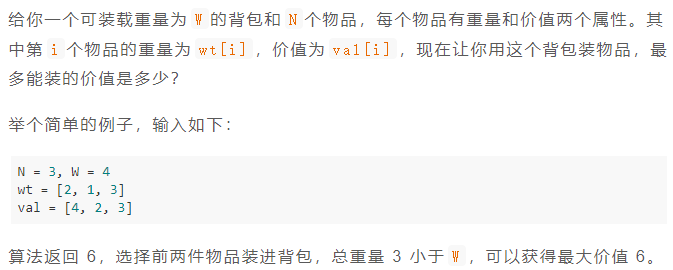 给你一个可装载重量为 W 的背包和 N 个物品，每个物品有重量和价值两个属性。其
中第 i 个物品的重量为 wt[i]，价值为 val[i]，现在让你用这个背包装物品，最
多能装的价值是多少？
举个简单的例子，输入如下：
N = 3, W = 4
wt = [2, 1, 3]
val = [4, 2, 3]
算法返回 6，选择前两件物品装进背包，总重量 3 小于 W，可以获得最大价值 6。